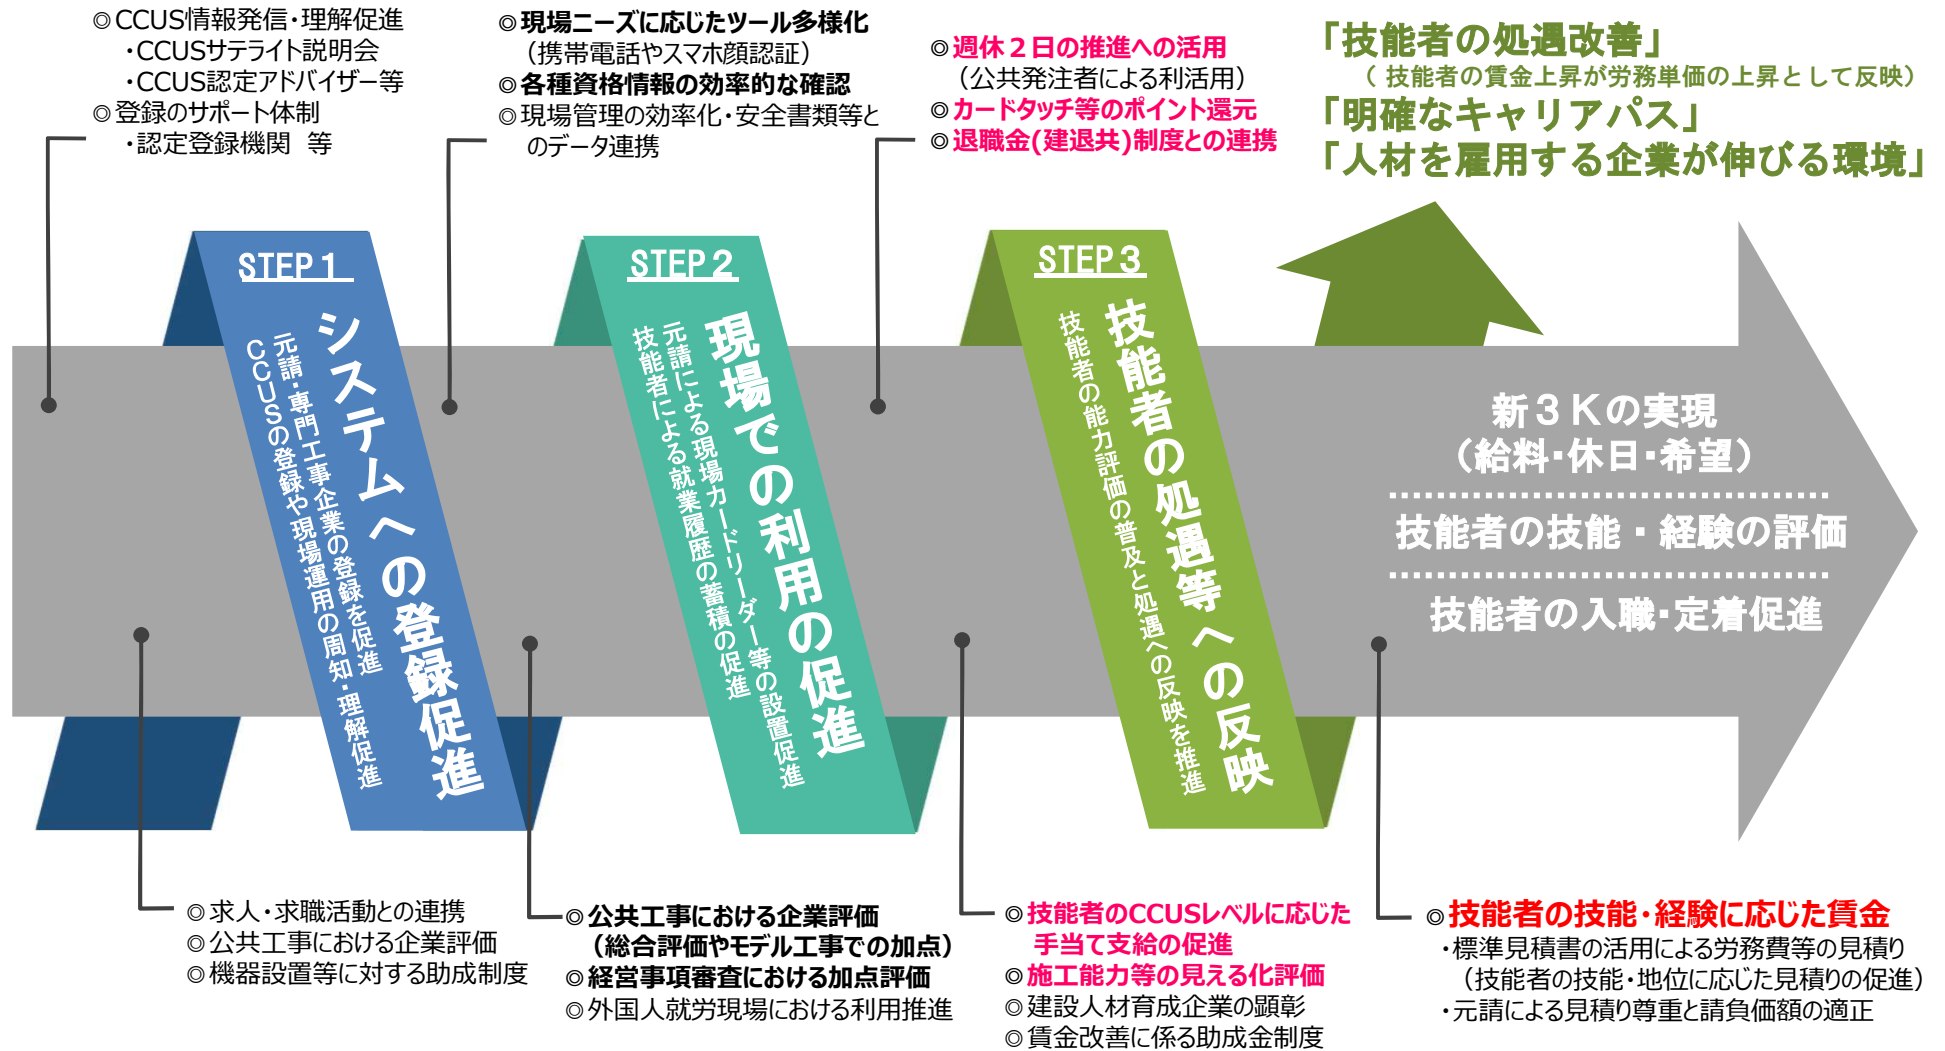 ◎CCUS情報発信・理解促進
・CCUSサテライト説明会
・CCUS認定アドバイザー等
◎登録のサポート体制
・認定登録機関　等
◎現場ニーズに応じたツール多様化
（携帯電話やスマホ顔認証）
◎各種資格情報の効率的な確認
◎現場管理の効率化・安全書類等と
のデータ連携
◎週休２日の推進への活用
（公共発注者による利活用）
◎カードタッチ等のポイント還元
◎退職金(建退共)制度との連携
「技能者の処遇改善」
（技能者の賃金上昇が労務単価の上昇として反映）
「明確なキャリアパス」
「人材を雇用する企業が伸びる環境」
STEP１
システムへの登録促進
元請・専門工事企業の登録を促進
CCUSの登録や現場運用の周知・理解促進
STEP２
現場での利用の促進
元請による現場カードリーダー等の設置促進
技能者による就業履歴の蓄積の促進
STEP３
技能者の処遇等への反映
技能者の能力評価の普及と処遇への反映を推進
新３Ｋの実現
（給料・休日・希望）
技能者の技能・経験の評価
技能者の入職・定着促進
◎求人・求職活動との連携
◎公共工事における企業評価
◎機器設置等に対する助成制度
◎公共工事における企業評価
（総合評価やモデル工事での加点）
◎経営事項審査における加点評価
◎外国人就労現場における利用推進
◎技能者のCCUSレベルに応じた
手当て支給の促進
◎施工能力等の見える化評価
◎建設人材育成企業の顕彰
◎賃金改善に係る助成金制度
◎技能者の技能・経験に応じた賃金
・標準見積書の活用による労務費等の見積り
（技能者の技能・地位に応じた見積りの促進）
・元請による見積り尊重と請負価額の適正